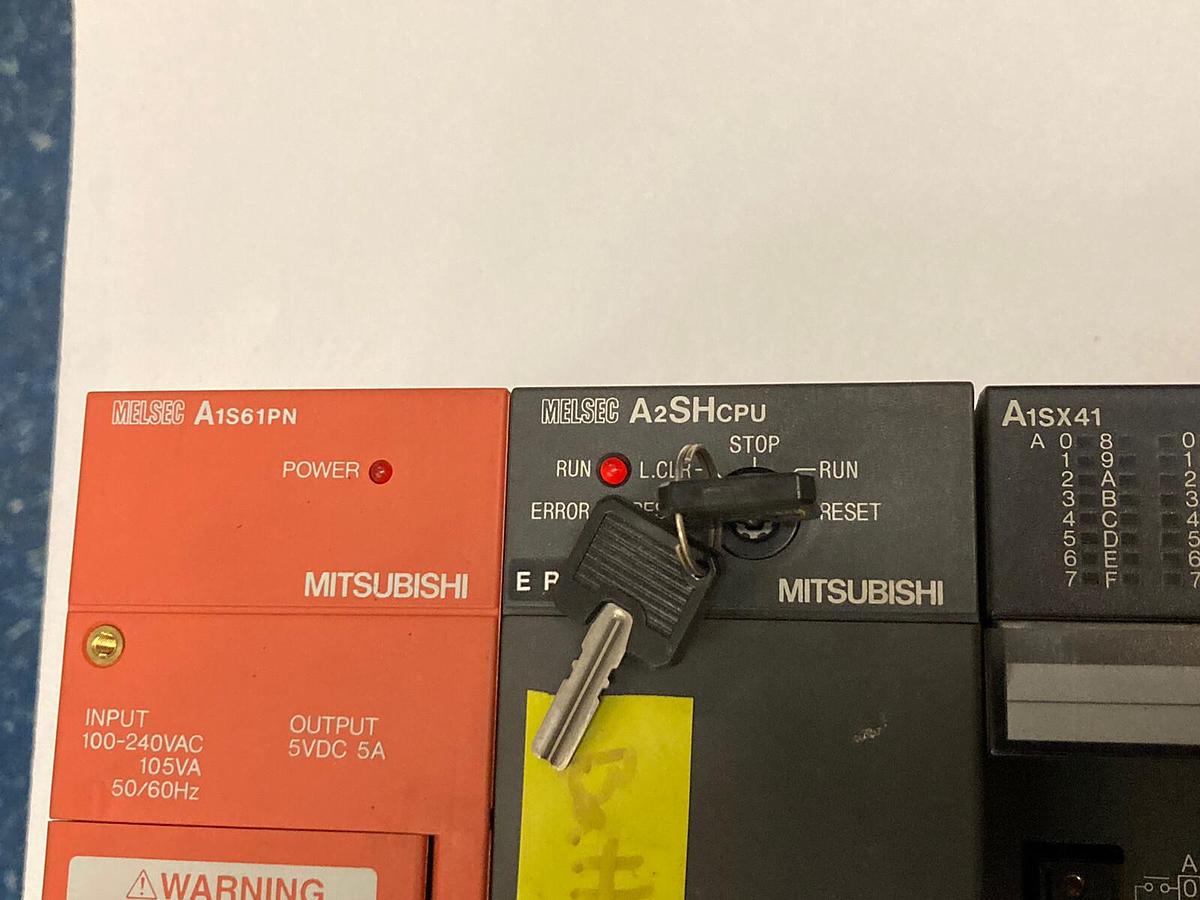 MELSEC A1S61PN
POWER
MITSUBISHI
INPUT
100-240VAC
105VA
50/60Hz
OUTPUT
5VDC 5A
WARNING
MELSEC A2SHCPU
STOP
RUN L.CLR RUN
ERROR RESET
MITSUBISHI
A1SX41
A 0 8 0
1 9 1
2 A 2
3 B 3
4 C 4
5 D 5
6 E 6
7 F 7
A
0